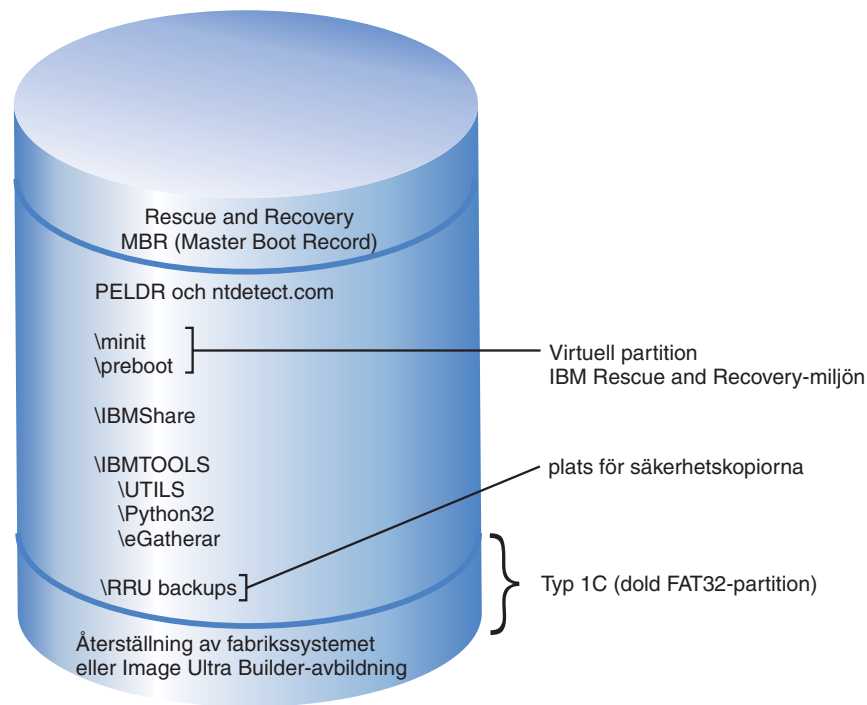 Rescue and Recovery
MBR (Master Boot Record)
PELDR och ntdetect.com
\minit
\preboot
Virtuell partition
IBM Rescue and Recovery-miljön
\IBMShare
\IBMTOOLS
\UTILS
\Python32
\eGatherar
plats för säkerhetskopiorna
\RRU backups
Typ 1C (dold FAT32-partition)
Återställning av fabrikssystemet
eller Image Ultra Builder-avbildning